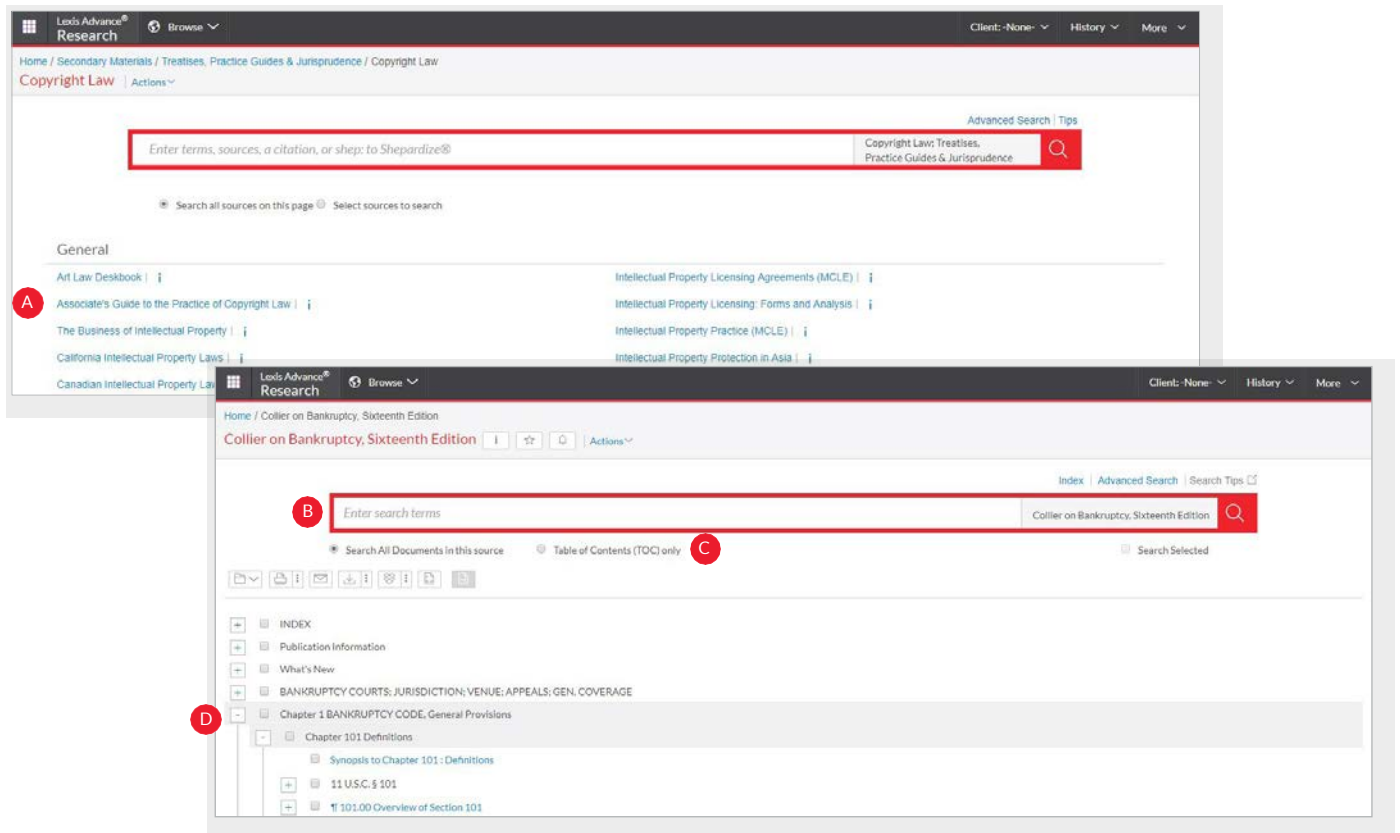 Lexis Advance®
Research
Browse
Client: -None-
History
More
Home / Secondary Materials / Treatises, Practice Guides & Jurisprudence / Copyright Law
Copyright Law
Actions
Advanced Search | Tips
Enter terms, sources, a citation, or shep: to Shepardize®
Copyright Law; Treatises,
Practice Guides & Jurisprudence
Search all sources on this page
Select sources to search
General
Art Law Deskbook | i
Intellectual Property Licensing Agreements (MCLE) | i
A
Associate's Guide to the Practice of Copyright Law | i
Intellectual Property Licensing: Forms and Analysis | i
The Business of Intellectual Property | i
Intellectual Property Practice (MCLE) | i
California Intellectual Property Laws | i
Intellectual Property Protection in Asia | i
Canadian Intellectual Property La
Lexis Advance®
Research
Browse
Client: -None-
History
More
Home / Collier on Bankruptcy, Sixteenth Edition
Collier on Bankruptcy, Sixteenth Edition
i
Actions
Index | Advanced Search | Search Tips
B
Enter search terms
Collier on Bankruptcy, Sixteenth Edition
Search All Documents in this source
Table of Contents (TOC) only
C
Search Selected
+ INDEX
+ Publication Information
+ What's New
+ BANKRUPTCY COURTS; JURISDICTION; VENUE; APPEALS; GEN. COVERAGE
D
- Chapter 1 BANKRUPTCY CODE, General Provisions
- Chapter 101 Definitions
Synopsis to Chapter 101 : Definitions
+ 11 U.S.C. § 101
+ ¶ 101.00 Overview of Section 101